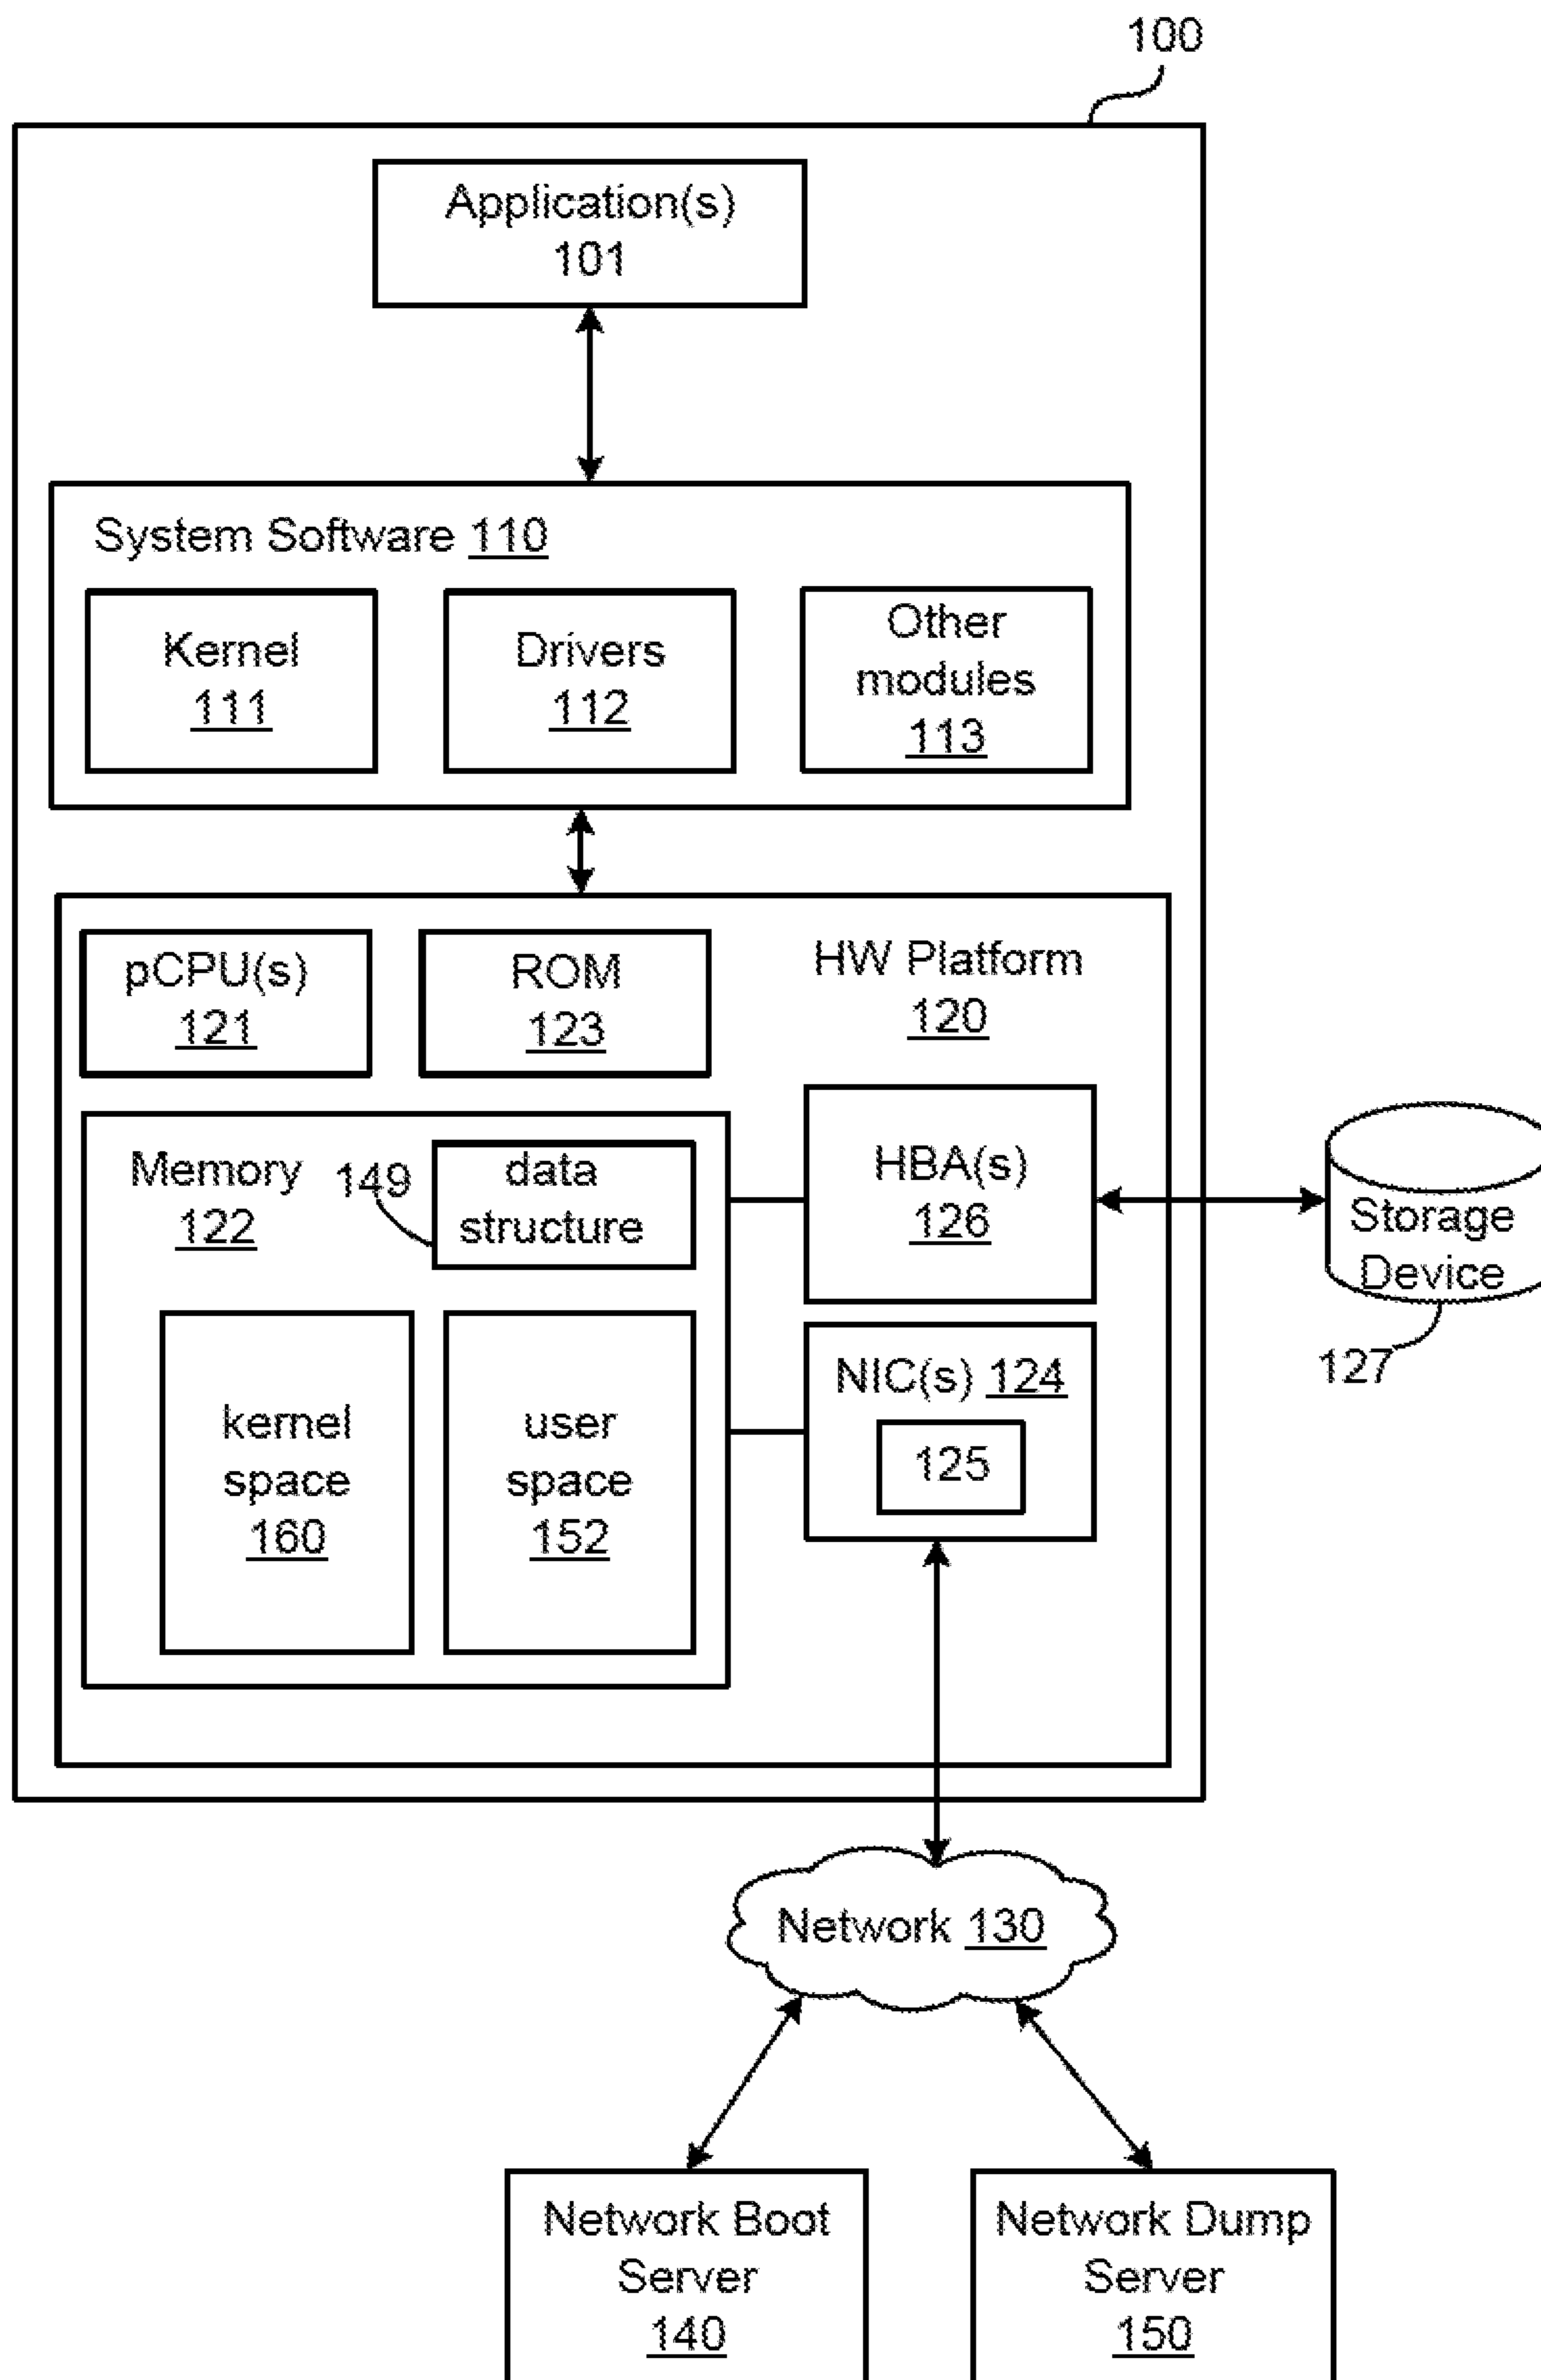 100
Application(s)
101
System Software 110
Kernel
111
Drivers
112
Other
modules
113
pCPU(s)
121
ROM
123
HW Platform
120
Memory
122
149
data
structure
HBA(s)
126
Storage
Device
127
kernel
space
160
user
space
152
NIC(s) 124
125
Network 130
Network Boot
Server
140
Network Dump
Server
150